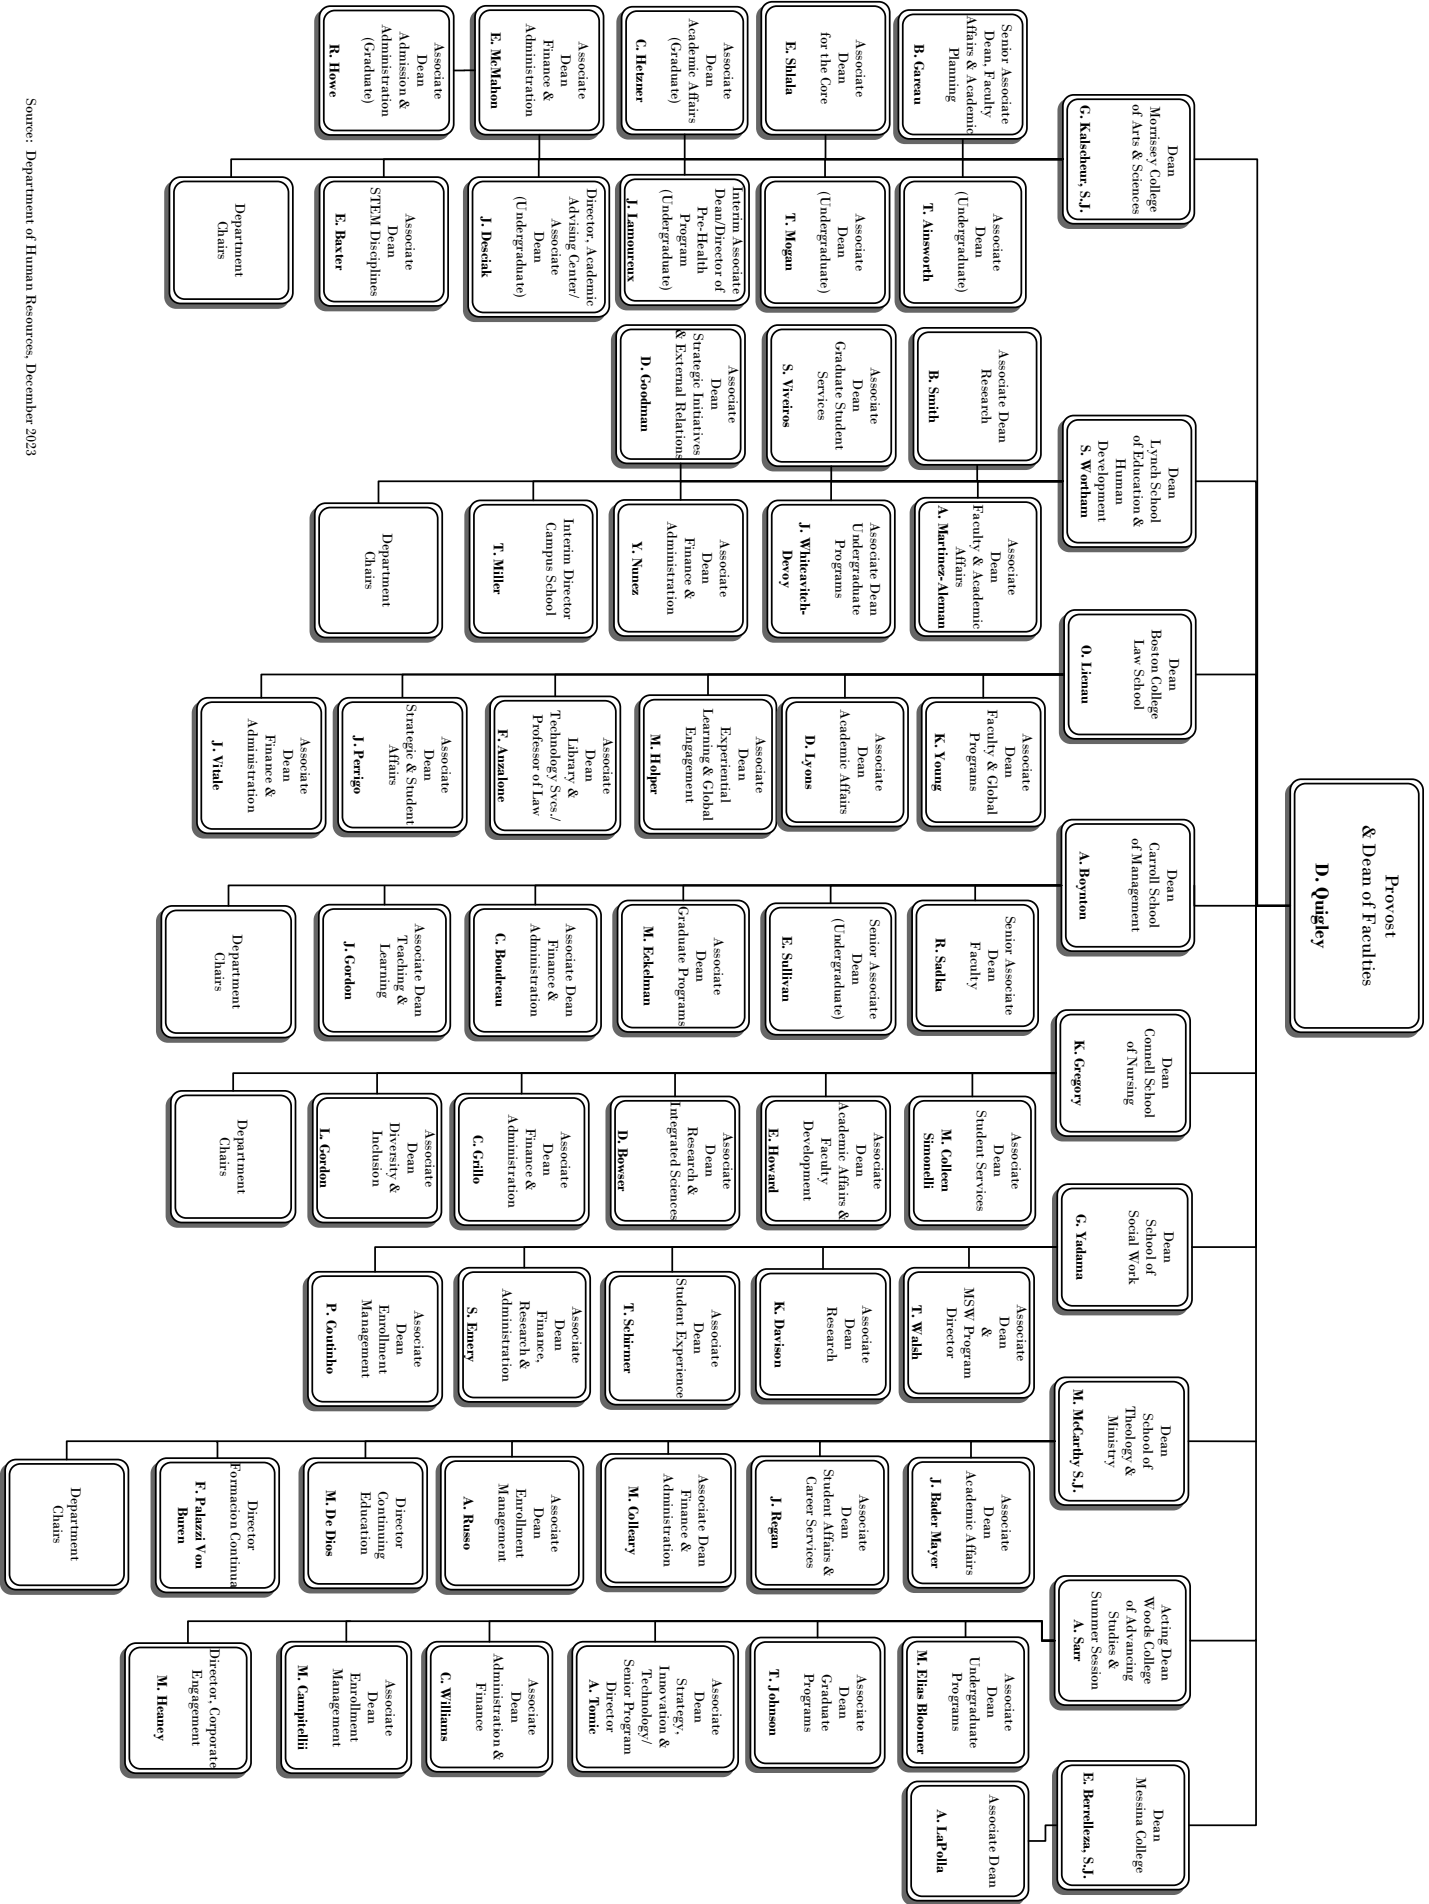 Provost
& Dean of Faculties
D. Quigley
Dean
Morrissey College
of Arts & Sciences
G. Kalscheur, S.J.
Senior Associate
Dean, Faculty
Affairs & Academic
Planning
B. Gareau
Associate
Dean
(Undergraduate)
T. Ainsworth
Associate
Dean
for the Core
E. Shlala
Associate
Dean
(Undergraduate)
T. Mogan
Associate
Dean
Academic Affairs
(Graduate)
C. Hetzner
Interim Associate
Dean/Director of
Pre-Health
Program
(Undergraduate)
J. Lamoureux
Associate
Dean
Finance &
Administration
E. McMahon
Director, Academic
Advising Center/
Associate
Dean
(Undergraduate)
J. Desciak
Associate
Dean
Admission &
Administration
(Graduate)
R. Howe
Associate
Dean
STEM Disciplines
E. Baxter
Department
Chairs
Dean
Lynch School
of Education &
Human
Development
S. Wortham
Associate Dean
Research
B. Smith
Associate
Dean
Faculty & Academic
Affairs
A. Martinez-Aleman
Associate
Dean
Graduate Student
Services
S. Viveiros
Associate Dean
Undergraduate
Programs
J. Whitcavitch-
Devoy
Associate
Dean
Strategic Initiatives
& External Relations
D. Goodman
Associate
Dean
Finance &
Administration
Y. Nunez
Interim Director
Campus School
T. Miller
Department
Chairs
Dean
Boston College
Law School
O. Lienau
Associate
Dean
Faculty & Global
Programs
K. Young
Associate
Dean
Academic Affairs
D. Lyons
Associate
Dean
Experiential
Learning & Global
Engagement
M. Holper
Associate
Dean
Library &
Technology Svcs./
Professor of Law
F. Anzalone
Associate
Dean
Strategic & Student
Affairs
J. Perrigo
Associate
Dean
Finance &
Administration
J. Vitale
Dean
Carroll School
of Management
A. Boynton
Senior Associate
Dean
Faculty
R. Sadka
Senior Associate
Dean
(Undergraduate)
E. Sullivan
Associate
Dean
Graduate Programs
M. Eckelman
Associate Dean
Finance &
Administration
C. Boudreau
Associate Dean
Teaching &
Learning
J. Gordon
Department
Chairs
Dean
Connell School
of Nursing
K. Gregory
Associate
Dean
Student Services
M. Colleen
Simonelli
Associate
Dean
Academic Affairs &
Faculty
Development
E. Howard
Associate
Dean
Research &
Integrated Sciences
D. Bowser
Associate
Dean
Finance &
Administration
C. Grillo
Associate
Dean
Diversity &
Inclusion
L. Gordon
Department
Chairs
Dean
School of
Social Work
G. Yadama
Associate
Dean
&
MSW Program
Director
T. Walsh
Associate
Dean
Research
K. Davison
Associate
Dean
Student Experience
T. Schirmer
Associate
Dean
Finance,
Research &
Administration
S. Emery
Associate
Dean
Enrollment
Management
P. Coutinho
Dean
School of
Theology &
Ministry
M. McCarthy S.J.
Associate
Dean
Academic Affairs
J. Bader Mayer
Associate
Dean
Student Affairs &
Career Services
J. Regan
Associate Dean
Finance &
Administration
M. Colleary
Associate
Dean
Enrollment
Management
A. Russo
Director
Continuing
Education
M. De Dios
Director
Formacion Continua
F. Palazzi Von
Buren
Department
Chairs
Acting Dean
Woods College
of Advancing
Studies &
Summer Session
A. Sarr
Associate
Dean
Undergraduate
Programs
M. Elias Bloomer
Associate
Dean
Graduate
Programs
T. Johnson
Associate
Dean
Strategy,
Innovation &
Technology/
Senior Program
Director
A. Tomic
Associate
Dean
Administration &
Finance
C. Williams
Associate
Dean
Enrollment
Management
M. Campitelli
Director, Corporate
Engagement
M. Heaney
Dean
Messina College
E. Berrelleza, S.J.
Associate Dean
A. LaPolla
Source: Department of Human Resources, December 2023